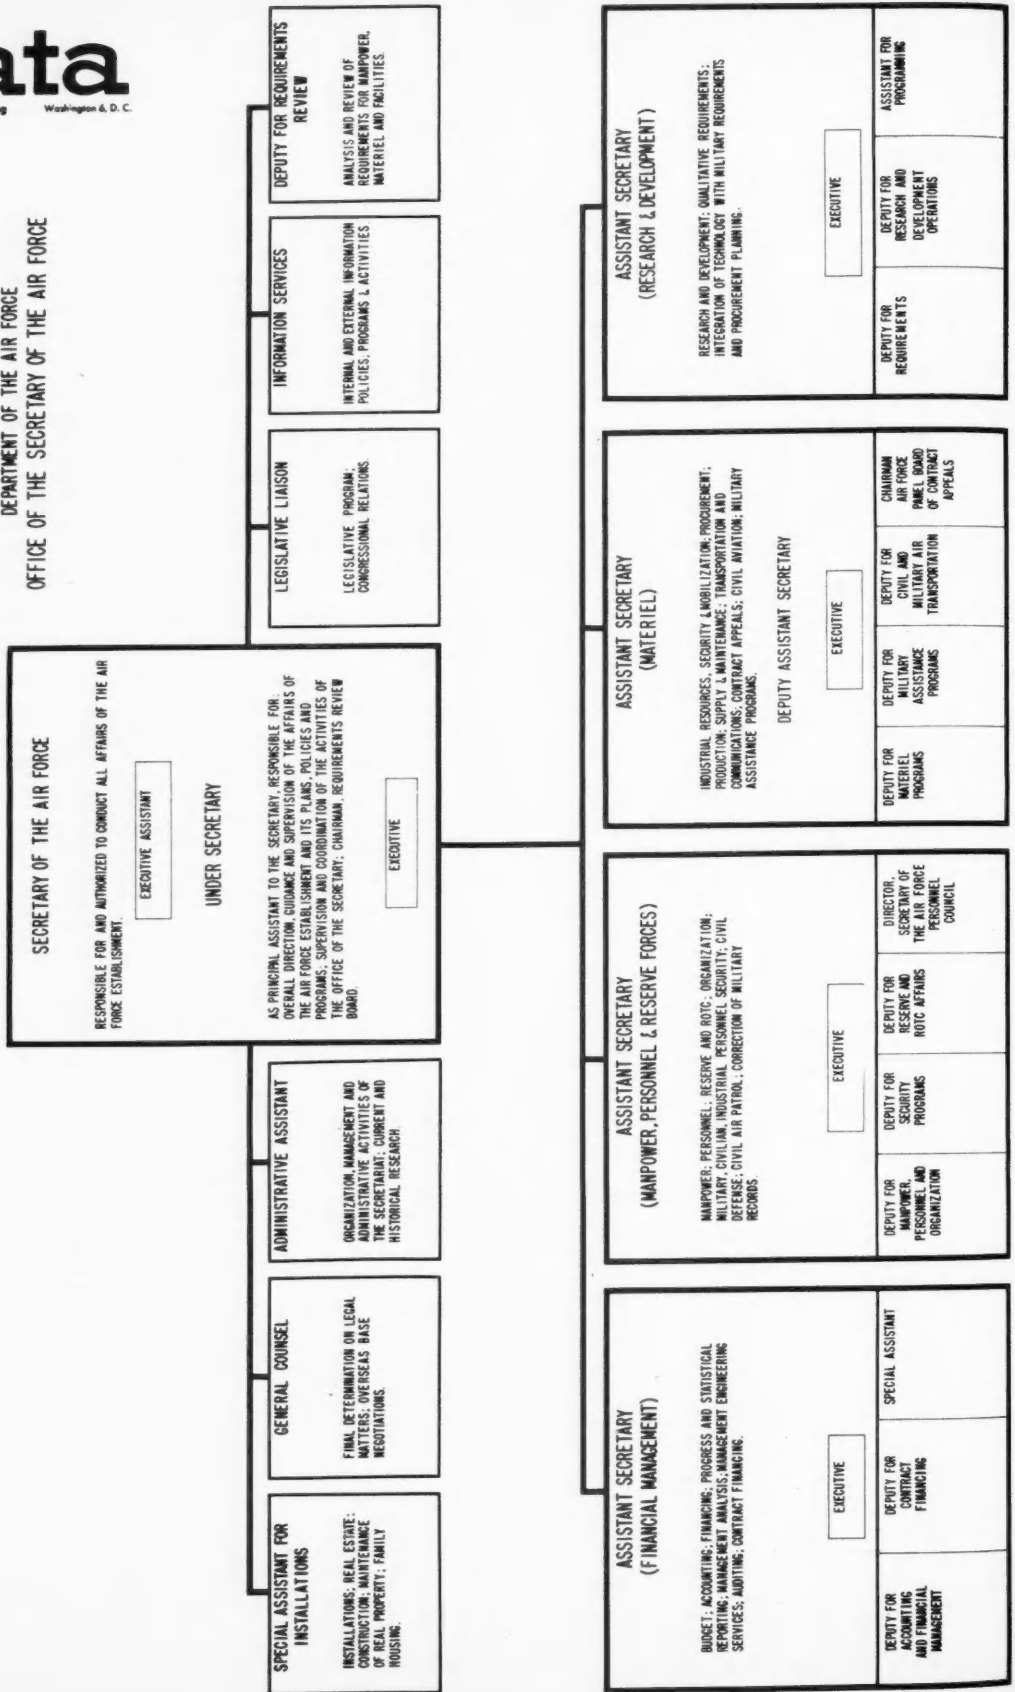 ata
Washington 6, D. C.
DEPARTMENT OF THE AIR FORCE
OFFICE OF THE SECRETARY OF THE AIR FORCE
SECRETARY OF THE AIR FORCE
RESPONSIBLE FOR AND AUTHORIZED TO CONDUCT ALL AFFAIRS OF THE AIR
FORCE ESTABLISHMENT.
EXECUTIVE ASSISTANT
UNDER SECRETARY
AS PRINCIPAL ASSISTANT TO THE SECRETARY, RESPONSIBLE FOR:
OVERALL DIRECTION, GUIDANCE AND SUPERVISION OF THE AFFAIRS OF
THE AIR FORCE ESTABLISHMENT AND ITS PLANS, POLICIES AND
PROGRAMS; SUPERVISION AND COORDINATION OF THE ACTIVITIES OF
THE OFFICE OF THE SECRETARY; CHAIRMAN, REQUIREMENTS REVIEW
BOARD.
EXECUTIVE
SPECIAL ASSISTANT FOR
INSTALLATIONS
INSTALLATIONS; REAL ESTATE;
CONSTRUCTION; MAINTENANCE
OF REAL PROPERTY; FAMILY
HOUSING.
GENERAL COUNSEL
FINAL DETERMINATION ON LEGAL
MATTERS; OVERSEAS BASE
NEGOTIATIONS.
ADMINISTRATIVE ASSISTANT
ORGANIZATION, MANAGEMENT AND
ADMINISTRATIVE ACTIVITIES OF
THE SECRETARIAT; CURRENT AND
HISTORICAL RESEARCH.
LEGISLATIVE LIAISON
LEGISLATIVE PROGRAM;
CONGRESSIONAL RELATIONS.
INFORMATION SERVICES
INTERNAL AND EXTERNAL INFORMATION
POLICIES, PROGRAMS & ACTIVITIES.
DEPUTY FOR REQUIREMENTS
REVIEW
ANALYSIS AND REVIEW OF
REQUIREMENTS FOR MANPOWER,
MATERIEL AND FACILITIES.
ASSISTANT SECRETARY
(FINANCIAL MANAGEMENT)
BUDGET; ACCOUNTING; FINANCING; PROGRESS AND STATISTICAL
REPORTING; MANAGEMENT ANALYSIS; MANAGEMENT ENGINEERING
SERVICES; AUDITING; CONTRACT FINANCING.
EXECUTIVE
DEPUTY FOR
ACCOUNTING
AND FINANCIAL
MANAGEMENT
DEPUTY FOR
CONTRACT
FINANCING
SPECIAL ASSISTANT
ASSISTANT SECRETARY
(MANPOWER, PERSONNEL & RESERVE FORCES)
MANPOWER; PERSONNEL; RESERVE AND ROTC; ORGANIZATION;
MILITARY, CIVILIAN, INDUSTRIAL PERSONNEL SECURITY; CIVIL
DEFENSE; CIVIL AIR PATROL; CORRECTION OF MILITARY
RECORDS.
EXECUTIVE
DEPUTY FOR
MANPOWER,
PERSONNEL AND
ORGANIZATION
DEPUTY FOR
SECURITY
PROGRAMS
DEPUTY FOR
RESERVE AND
ROTC AFFAIRS
DIRECTOR,
SECRETARY OF
THE AIR FORCE
PERSONNEL
COUNCIL
ASSISTANT SECRETARY
(MATERIEL)
INDUSTRIAL RESOURCES, SECURITY & MOBILIZATION; PROCUREMENT;
PRODUCTION; SUPPLY & MAINTENANCE; TRANSPORTATION AND
COMMUNICATIONS; CONTRACT APPEALS; CIVIL AVIATION; MILITARY
ASSISTANCE PROGRAMS.
DEPUTY ASSISTANT SECRETARY
EXECUTIVE
DEPUTY FOR
MATERIEL
PROGRAMS
DEPUTY FOR
MILITARY
ASSISTANCE
PROGRAMS
DEPUTY FOR
CIVIL AND
MILITARY AIR
TRANSPORTATION
CHAIRMAN
AIR FORCE
PANEL BOARD
OF CONTRACT
APPEALS
ASSISTANT SECRETARY
(RESEARCH & DEVELOPMENT)
RESEARCH AND DEVELOPMENT; QUALITATIVE REQUIREMENTS;
INTEGRATION OF TECHNOLOGY WITH MILITARY REQUIREMENTS
AND PROCUREMENT PLANNING.
EXECUTIVE
DEPUTY FOR
REQUIREMENTS
DEPUTY FOR
RESEARCH AND
DEVELOPMENT
OPERATIONS
ASSISTANT FOR
PROGRAMMING